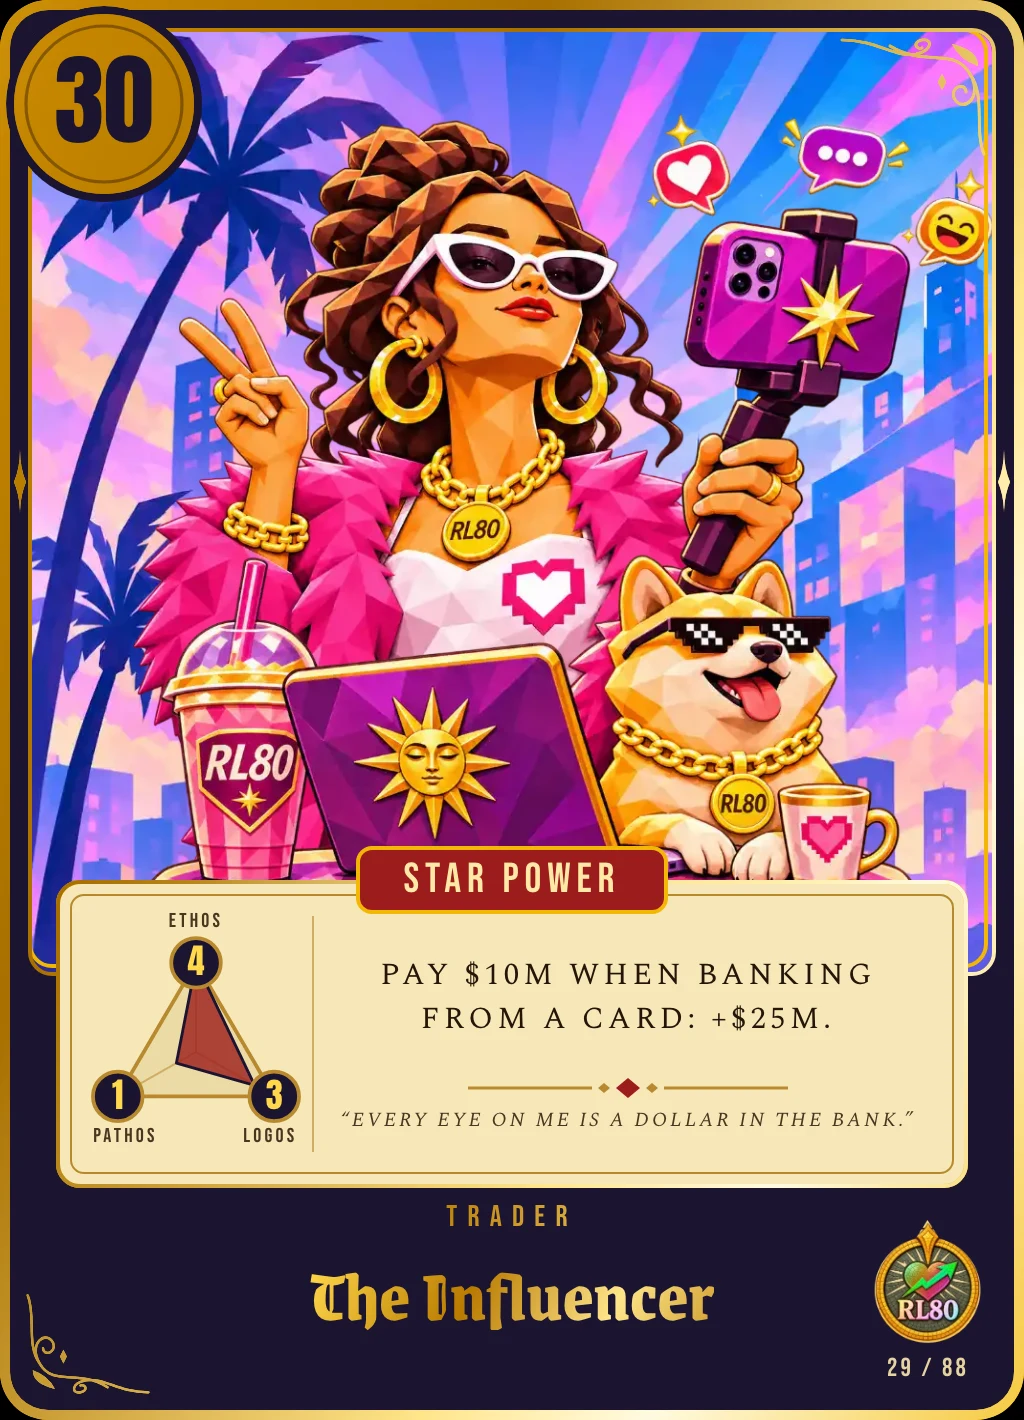 30
RL80
RL80
RL80
STAR POWER
ETHOS
4
1
3
PATHOS
LOGOS
PAY $10M WHEN BANKING
FROM A CARD: +$25M.
“EVERY EYE ON ME IS A DOLLAR IN THE BANK.”
TRADER
The Influencer
RL80
29 / 88